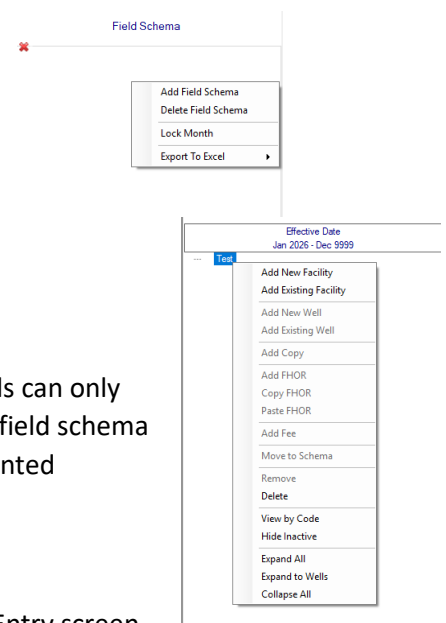 Field Schema
Add Field Schema
Delete Field Schema
Lock Month
Export To Excel
Effective Date
Jan 2026 - Dec 9999
Test
Add New Facility
Add Existing Facility
Add New Well
Add Existing Well
Add Copy
Add FHOR
Copy FHOR
Paste FHOR
Add Fee
Move to Schema
Remove
Delete
View by Code
Hide Inactive
Expand All
Expand to Wells
Collapse All
can only
field schema
Entry screen